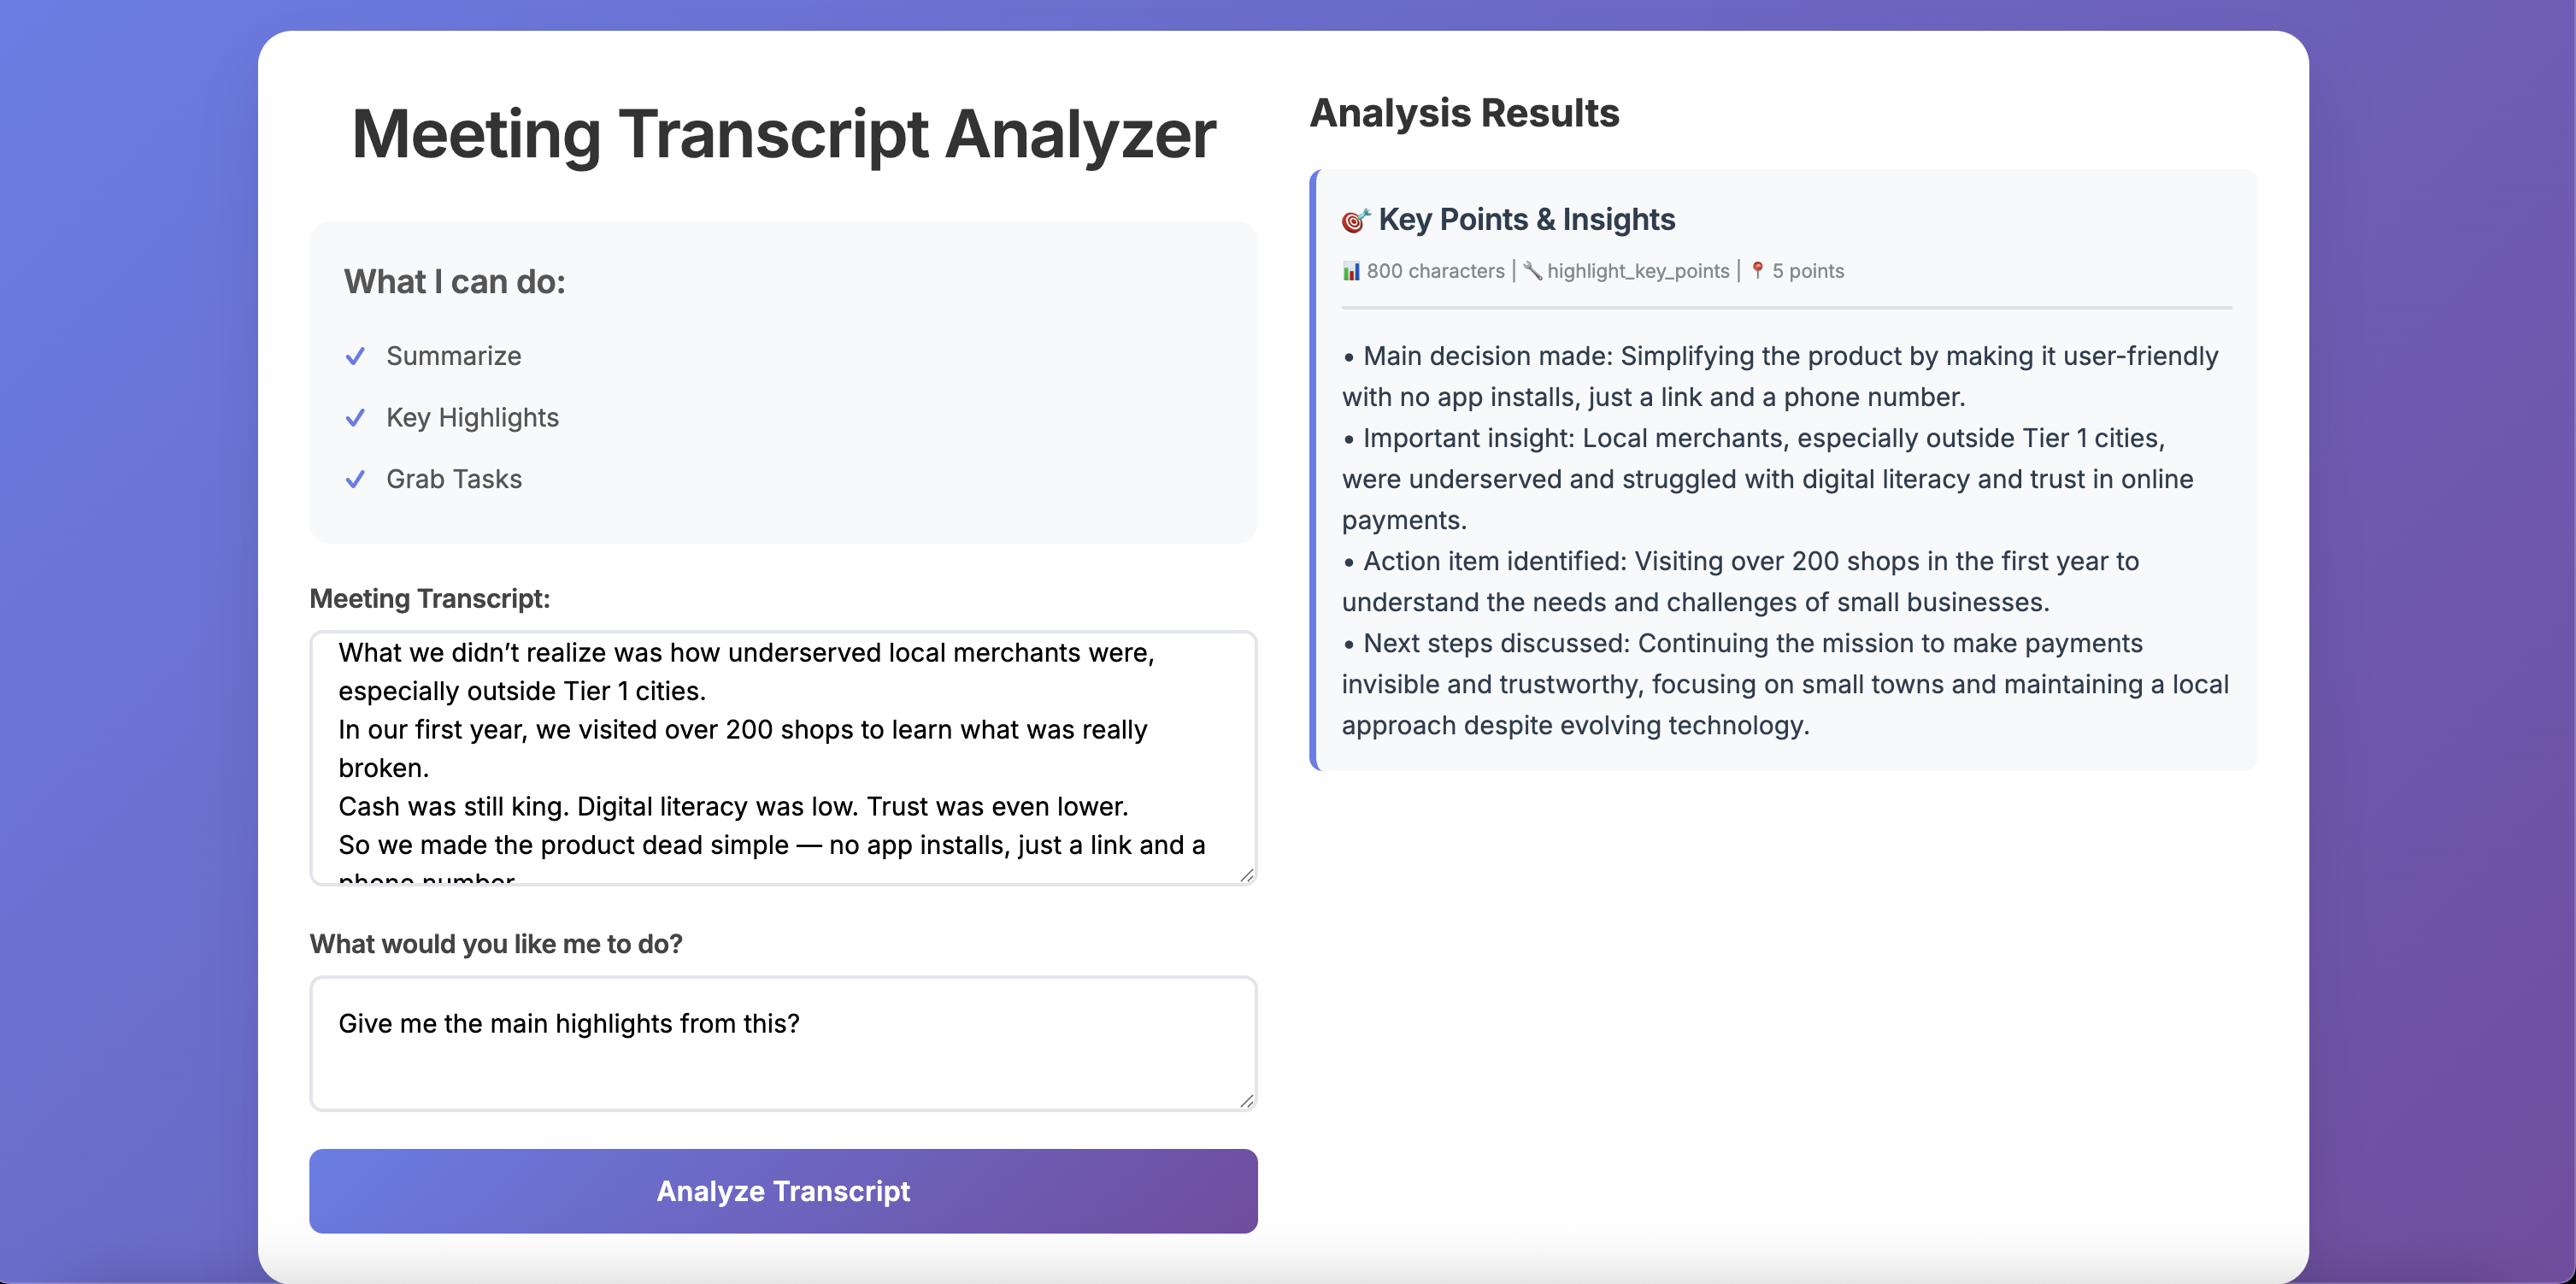 Meeting Transcript Analyzer
What I can do:
✓ Summarize
✓ Key Highlights
✓ Grab Tasks
Meeting Transcript:
What we didn’t realize was how underserved local merchants were,
especially outside Tier 1 cities.
In our first year, we visited over 200 shops to learn what was really
broken.
Cash was still king. Digital literacy was low. Trust was even lower.
So we made the product dead simple — no app installs, just a link and a
phone number
What would you like me to do?
Give me the main highlights from this?
Analyze Transcript
Analysis Results
🎯 Key Points & Insights
📊 800 characters | 🔧 highlight_key_points | 📍 5 points
• Main decision made: Simplifying the product by making it user-friendly
with no app installs, just a link and a phone number.
• Important insight: Local merchants, especially outside Tier 1 cities,
were underserved and struggled with digital literacy and trust in online
payments.
• Action item identified: Visiting over 200 shops in the first year to
understand the needs and challenges of small businesses.
• Next steps discussed: Continuing the mission to make payments
invisible and trustworthy, focusing on small towns and maintaining a local
approach despite evolving technology.